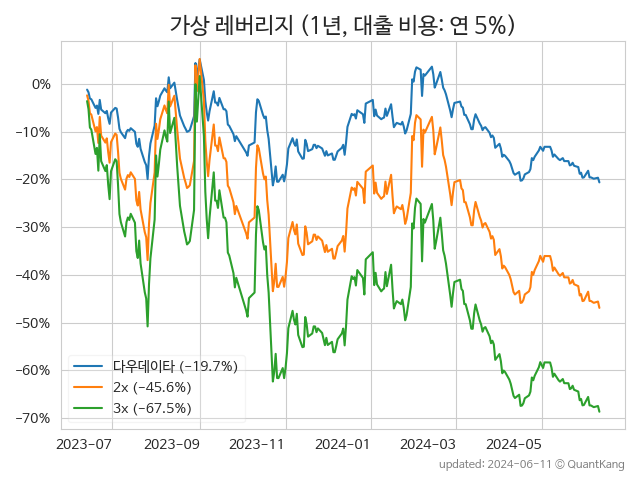 가상 레버리지 (1년, 대출 비용: 연 5%)
0%
−10%
−20%
−30%
−40%
−50%
−60%
−70%
다우데이타 (−19.7%)
2x (−45.6%)
3x (−67.5%)
2023-07 2023-09 2023-11 2024-01 2024-03 2024-05
updated: 2024-06-11 © QuantKang